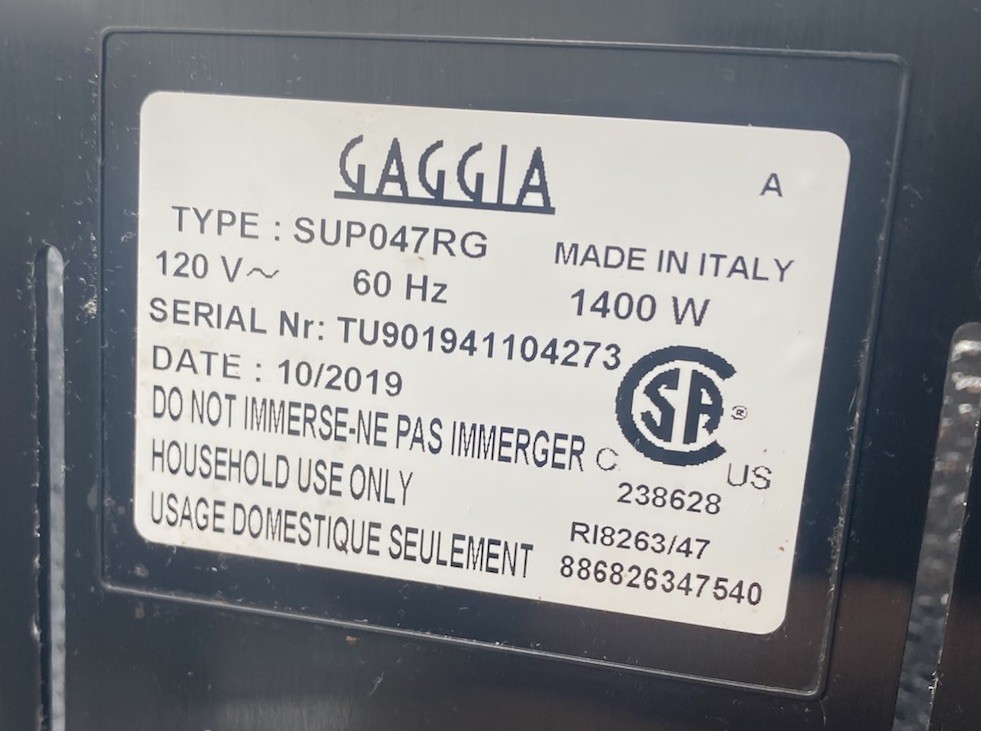 GAGGIA
A
TYPE : SUP047RG
MADE IN ITALY
120 V~ 60 Hz 1400 W
SERIAL Nr: TU901941104273
DATE : 10/2019
DO NOT IMMERSE-NE PAS IMMERGER
HOUSEHOLD USE ONLY
USAGE DOMESTIQUE SEULEMENT
C SA ® US
238628
RI8263/47
886826347540